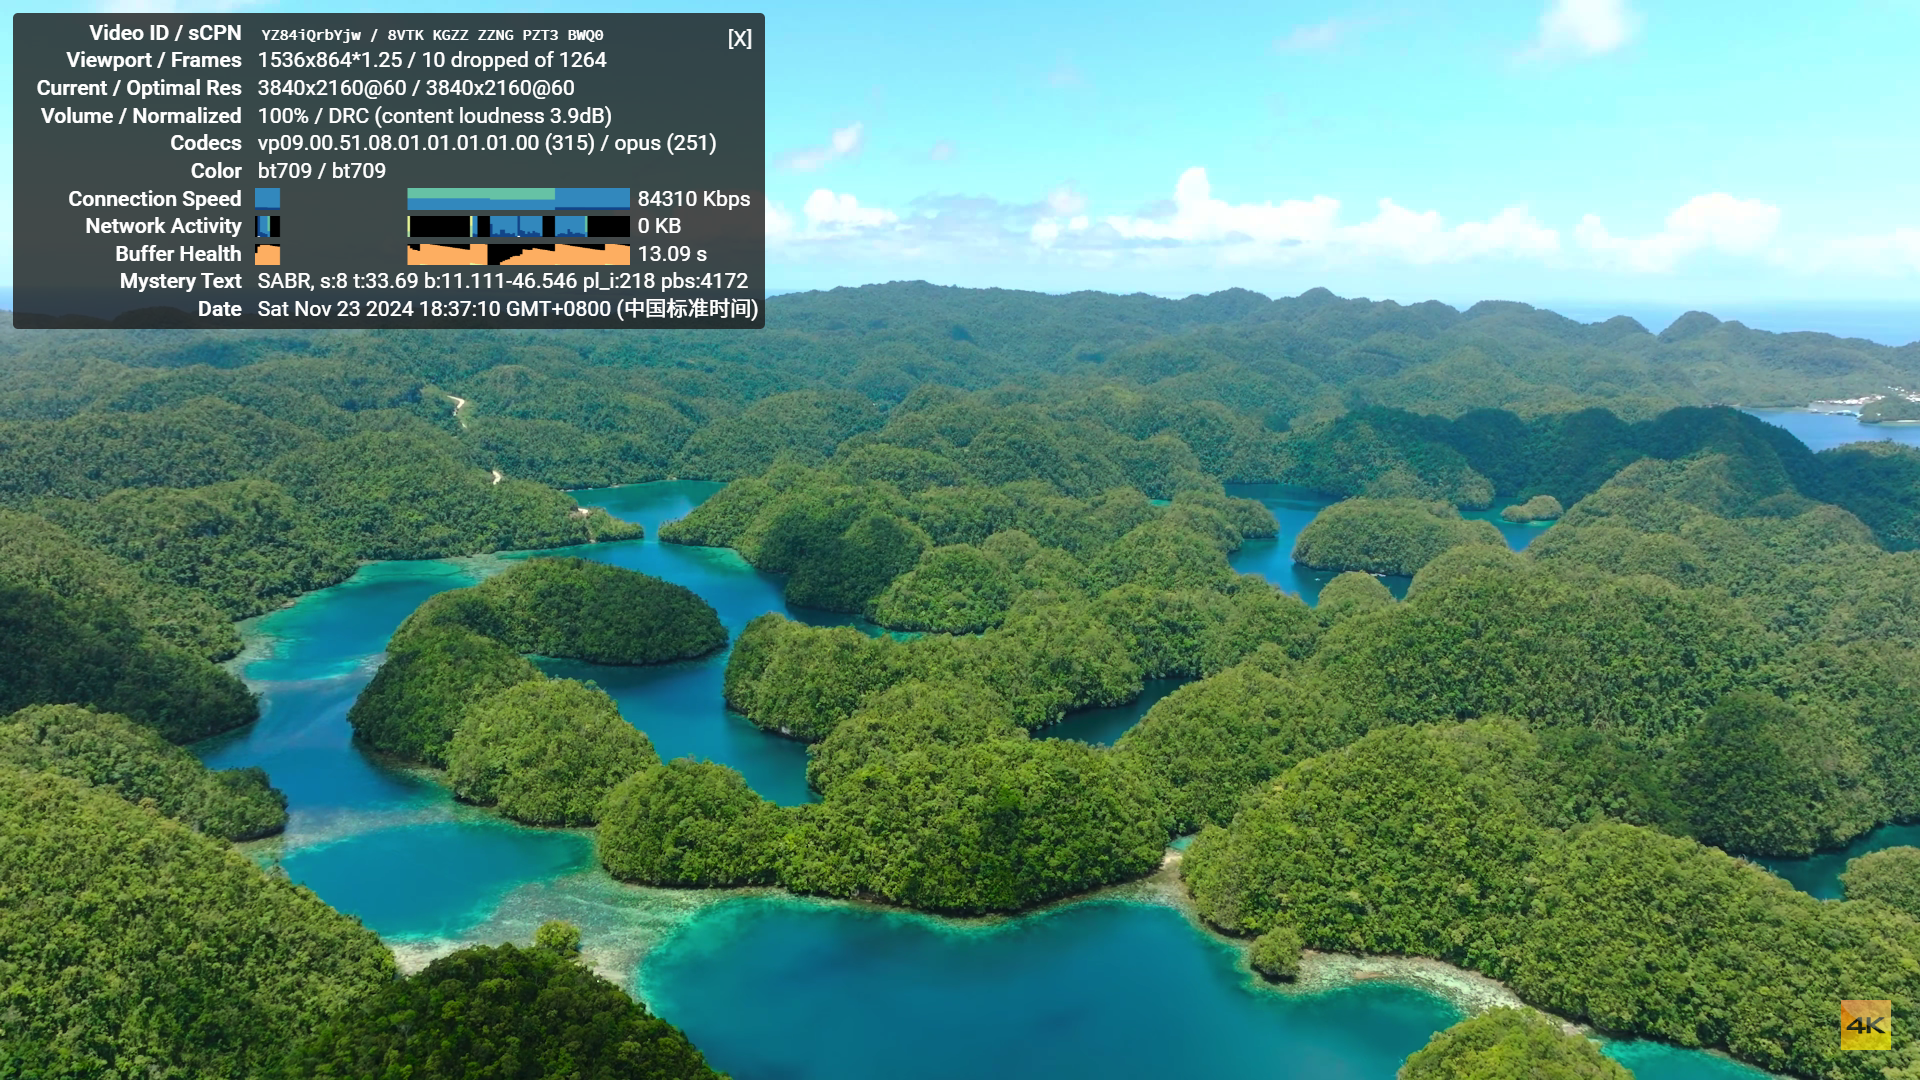 Video ID / sCPN YZ84iQrbYjw / 8VTK KGZZ ZZNG PZT3 BWQ0
[X]
Viewport / Frames 1536x864*1.25 / 10 dropped of 1264
Current / Optimal Res 3840x2160@60 / 3840x2160@60
Volume / Normalized 100% / DRC (content loudness 3.9dB)
Codecs vp09.00.51.08.01.01.01.01.00 (315) / opus (251)
Color bt709 / bt709
Connection Speed 84310 Kbps
Network Activity 0 KB
Buffer Health 13.09 s
Mystery Text SABR, s:8 t:33.69 b:11.111-46.546 pl_i:218 pbs:4172
Date Sat Nov 23 2024 18:37:10 GMT+0800 (中国标准时间)
4K